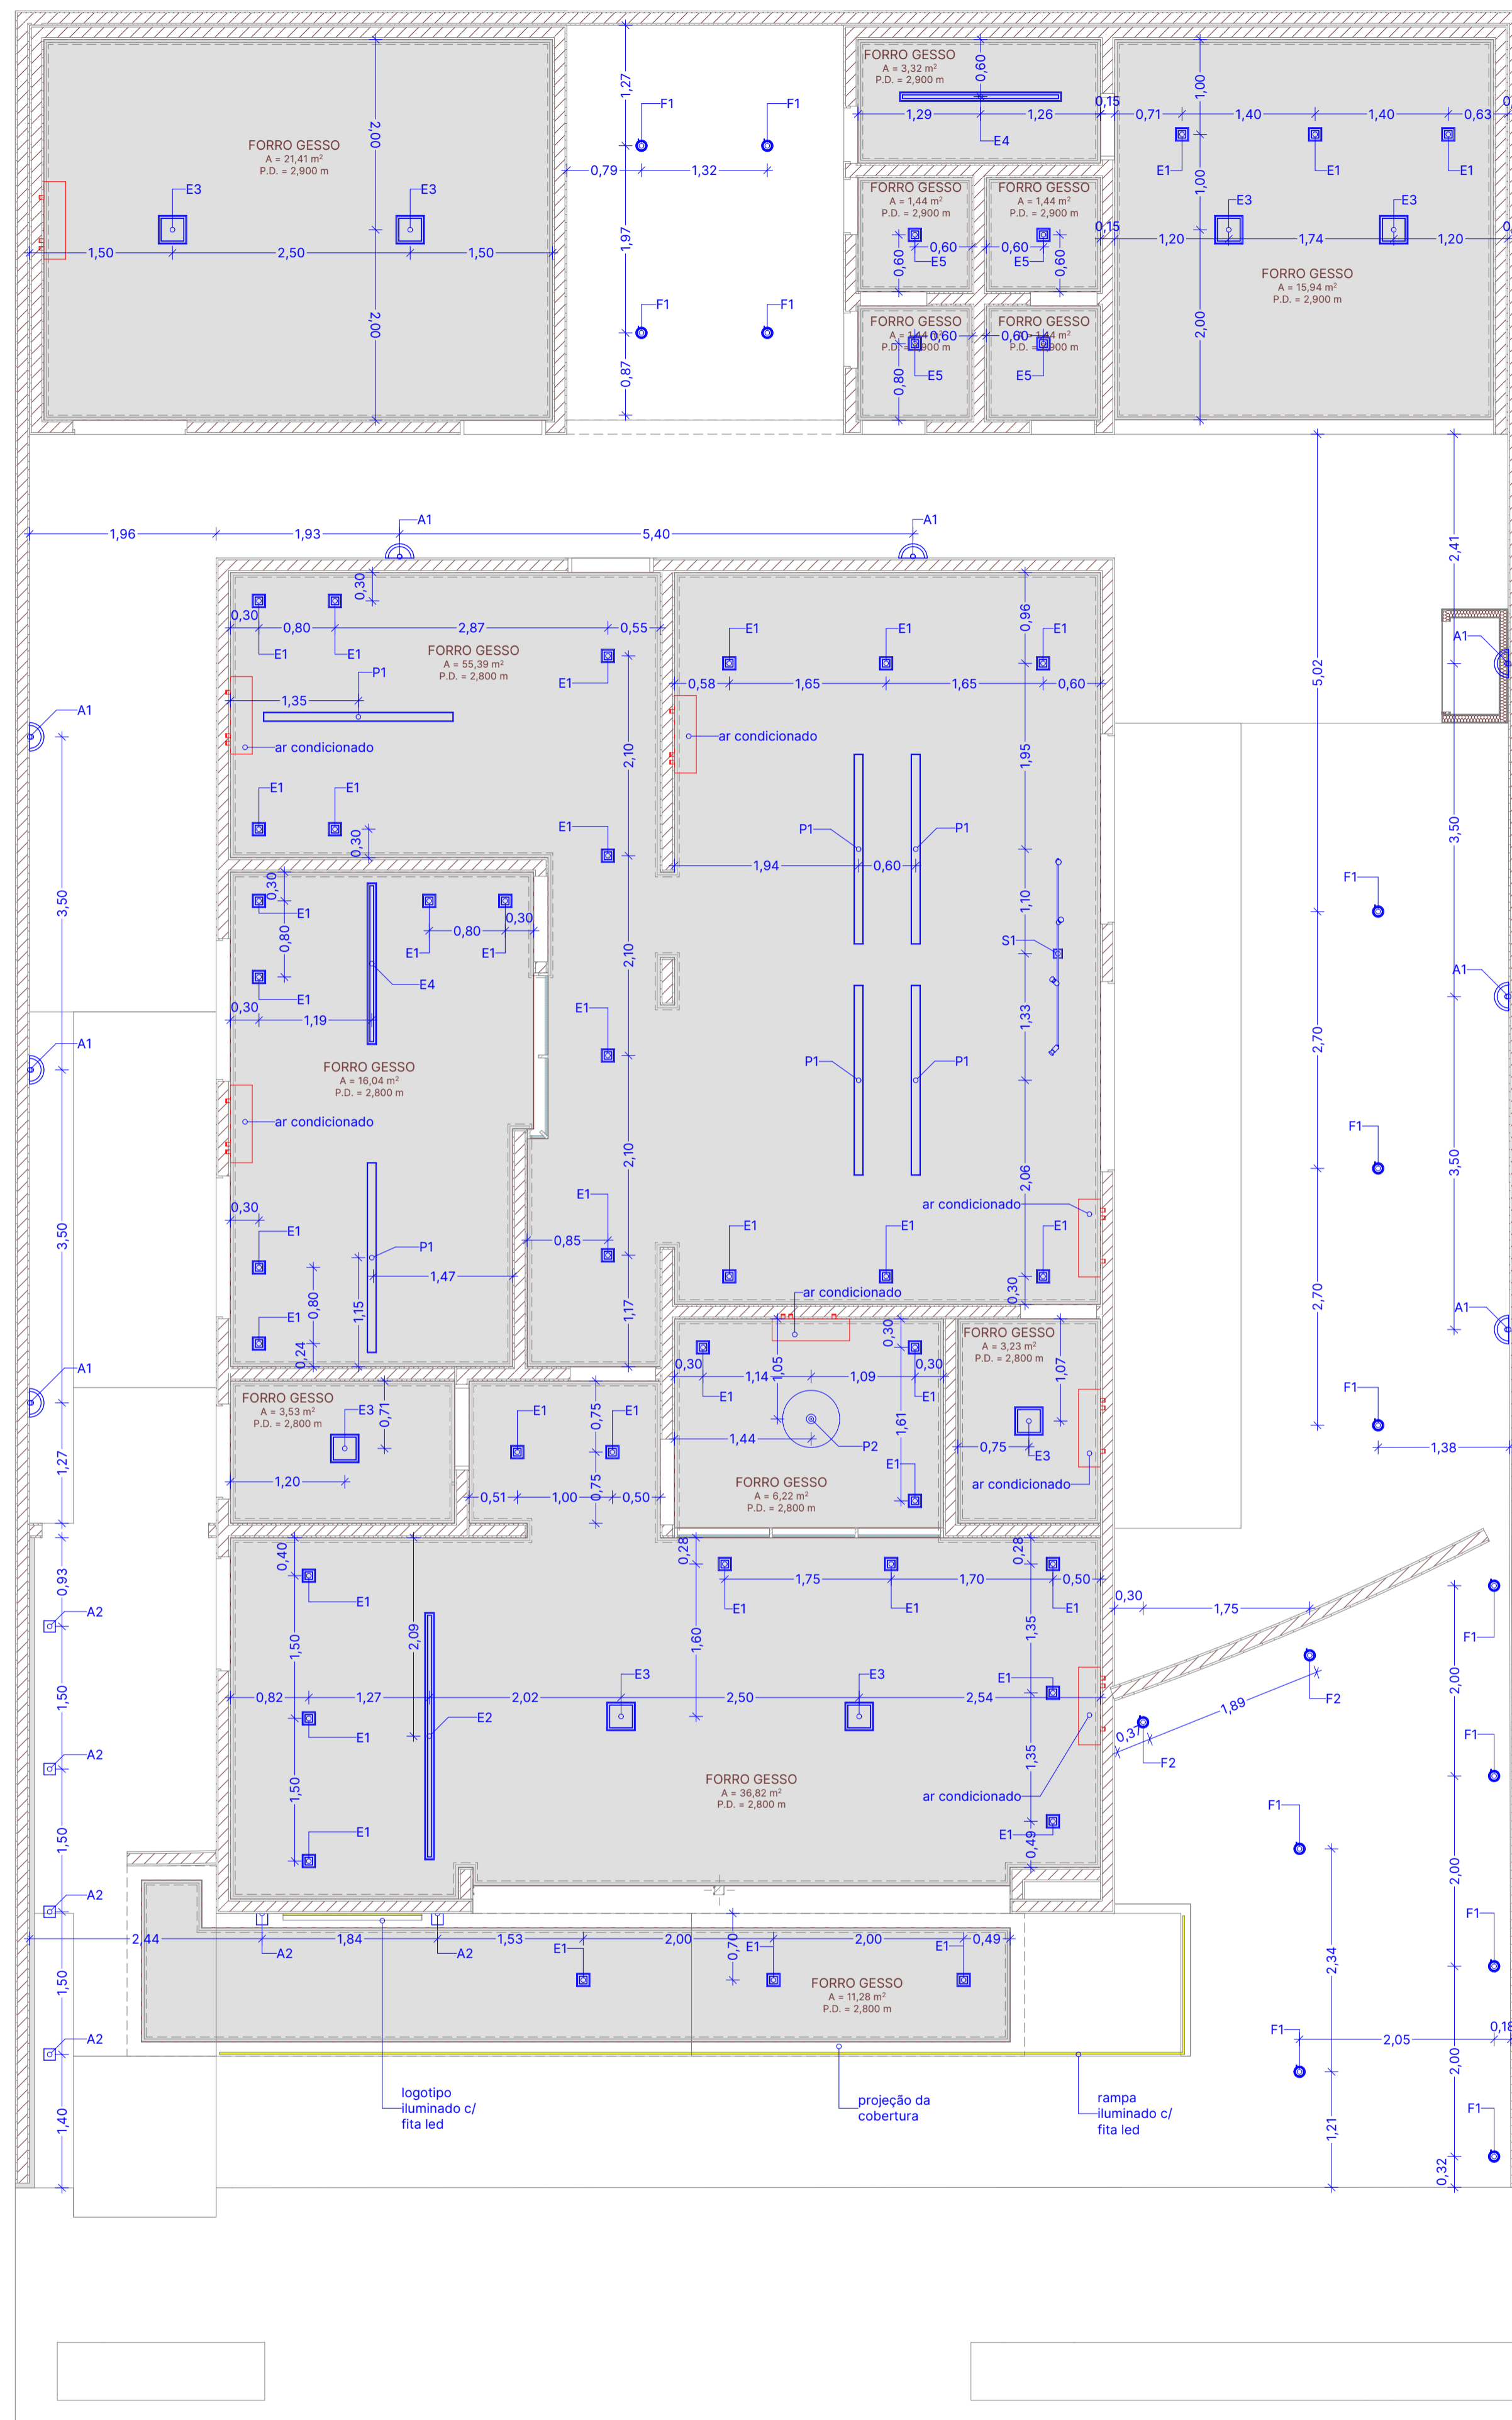 FORRO GESSO
A = 21,41 m²
P.D. = 2,900 m
E3
E3
1,50
2,50
1,50
2,00
2,00
1,27
1,97
0,87
F1
F1
0,79
1,32
F1
F1
FORRO GESSO
A = 3,32 m²
P.D. = 2,900 m
0,60
1,29
1,26
0,15
E4
FORRO GESSO
A = 1,44 m²
P.D. = 2,900 m
0,60
0,60
E5
FORRO GESSO
A = 1,44 m²
P.D. = 2,900 m
0,60
0,60
E5
FORRO GESSO
0,60
0,80
E5
FORRO GESSO
0,60
E5
0,71
1,40
1,40
0,63
1,00
1,00
2,00
E1
E1
E1
E3
E3
0,15
1,20
1,74
1,20
FORRO GESSO
A = 15,94 m²
P.D. = 2,900 m
1,96
1,93
5,40
A1
A1
0,30
0,30
0,80
2,87
0,55
E1
E1
E1
FORRO GESSO
A = 55,39 m²
P.D. = 2,800 m
P1
1,35
ar condicionado
E1
E1
0,30
E1
2,10
2,10
2,10
1,17
E1
E1
0,85
E1
E1
E1
0,58
1,65
1,65
0,60
0,96
1,95
1,10
1,33
2,06
0,30
ar condicionado
P1
P1
1,94
0,60
S1
P1
P1
ar condicionado
E1
E1
E1
0,30
0,80
E1
E1
0,30
1,19
E4
E1
E1
0,80
0,30
FORRO GESSO
A = 16,04 m²
P.D. = 2,800 m
ar condicionado
0,30
E1
P1
1,47
0,80
1,15
E1
0,24
FORRO GESSO
A = 3,53 m²
P.D. = 2,800 m
E3
0,71
1,20
E1
E1
0,75
0,75
0,51
1,00
0,50
ar condicionado
0,30
0,30
0,30
1,05
1,14
1,09
E1
E1
1,44
1,61
P2
E1
FORRO GESSO
A = 6,22 m²
P.D. = 2,800 m
FORRO GESSO
A = 3,23 m²
P.D. = 2,800 m
1,07
0,75
E3
ar condicionado
0,40
1,50
1,50
E1
E1
E1
2,09
0,82
1,27
2,02
2,50
2,54
E2
E3
E3
0,28
1,60
1,75
1,70
0,50
0,28
E1
E1
E1
1,35
E1
1,35
E1
0,49
ar condicionado
FORRO GESSO
A = 36,82 m²
P.D. = 2,800 m
2,44
1,84
1,53
2,00
2,00
0,49
A2
A2
E1
E1
E1
0,70
FORRO GESSO
A = 11,28 m²
P.D. = 2,800 m
logotipo
iluminado c/
fita led
projeção da
cobertura
rampa
iluminado c/
fita led
A1
3,50
A1
3,50
A1
1,27
0,93
A2
1,50
A2
1,50
A2
1,50
A2
1,40
5,02
2,41
A1
3,50
F1
A1
2,70
F1
3,50
2,70
A1
F1
1,38
0,30
1,75
F2
1,89
0,37
F2
F1
2,00
F1
2,00
F1
2,34
F1
F1
2,05
2,00
F1
1,21
0,32